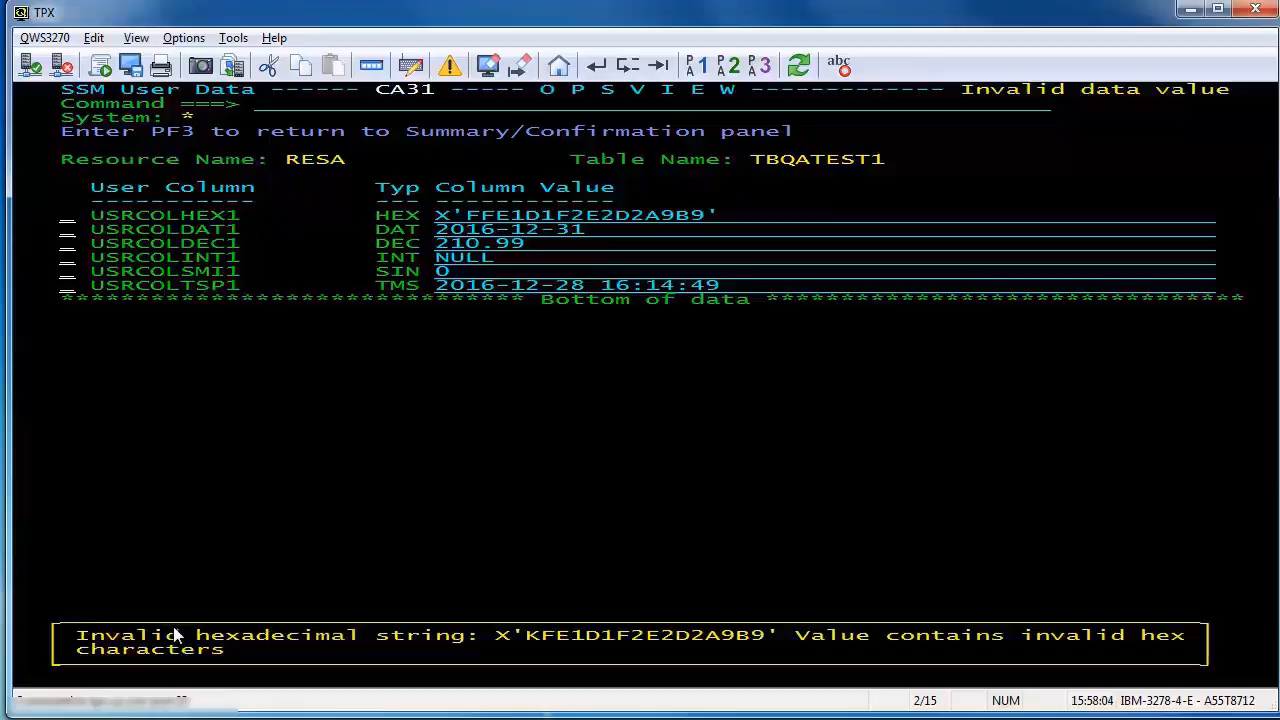 TPX
QWS3270 Edit View Options Tools Help
PA1 PA2 PA3 abc
SSM User Data ------ CA31 ----- O P S V I E W -------------- Invalid data value
Command ===>
System: *
Enter PF3 to return to Summary/Confirmation panel
Resource Name: RESA Table Name: TBQATEST1
User Column Typ Column Value
----------- --- ------------
USRCOLHEX1 HEX X'FFE1D1F2E2D2A9B9'
USRCOLDAT1 DAT 2016-12-31
USRCOLDEC1 DEC 210.99
USRCOLINT1 INT NULL
USRCOLSMI1 SIN 0
USRCOLTSP1 TMS 2016-12-28 16:14:49
******************************* Bottom of data ********************************
Invalid hexadecimal string: X'KFE1D1F2E2D2A9B9' Value contains invalid hex
characters
2/15 NUM 15:58:04 IBM-3278-4-E - A55T8712